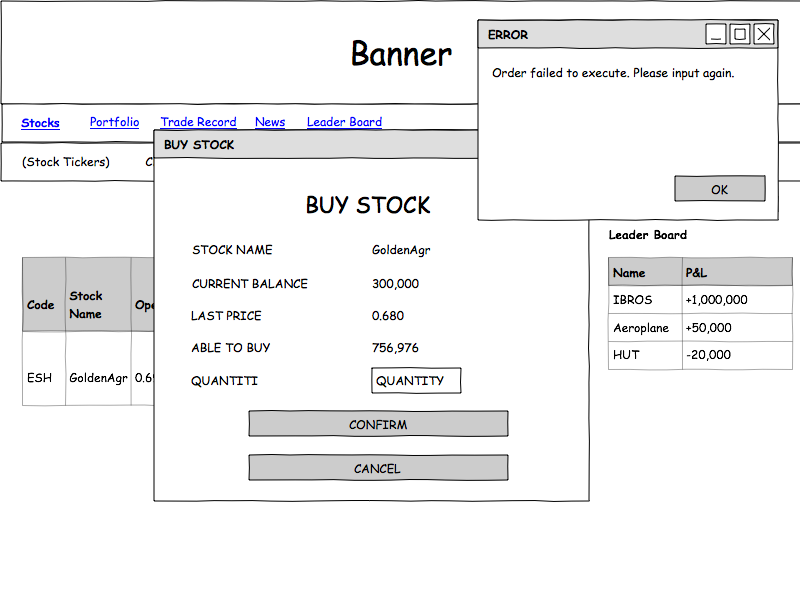 Banner
ERROR
Order failed to execute. Please input again.
OK
Stocks Portfolio Trade Record News Leader Board
(Stock Tickers) C
BUY STOCK
BUY STOCK
STOCK NAME GoldenAgr
CURRENT BALANCE 300,000
LAST PRICE 0.680
ABLE TO BUY 756,976
QUANTITI QUANTITY
CONFIRM
CANCEL
Code Stock Name Ope
ESH GoldenAgr 0.6
Leader Board
Name P&L
IBROS +1,000,000
Aeroplane +50,000
HUT -20,000